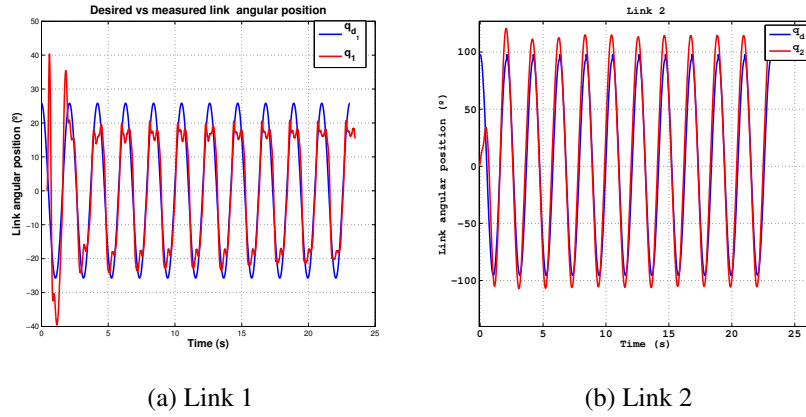 Desired vs measured link angular position
q_d_1
q_1
50
40
30
20
10
0
−10
−20
−30
−40
Link angular position (º)
0 5 10 15 20 25
Time (s)
(a) Link 1
Link 2
q_d
q_2
100
50
0
−50
−100
Link angular position (º)
0 5 10 15 20 25
Time (s)
(b) Link 2